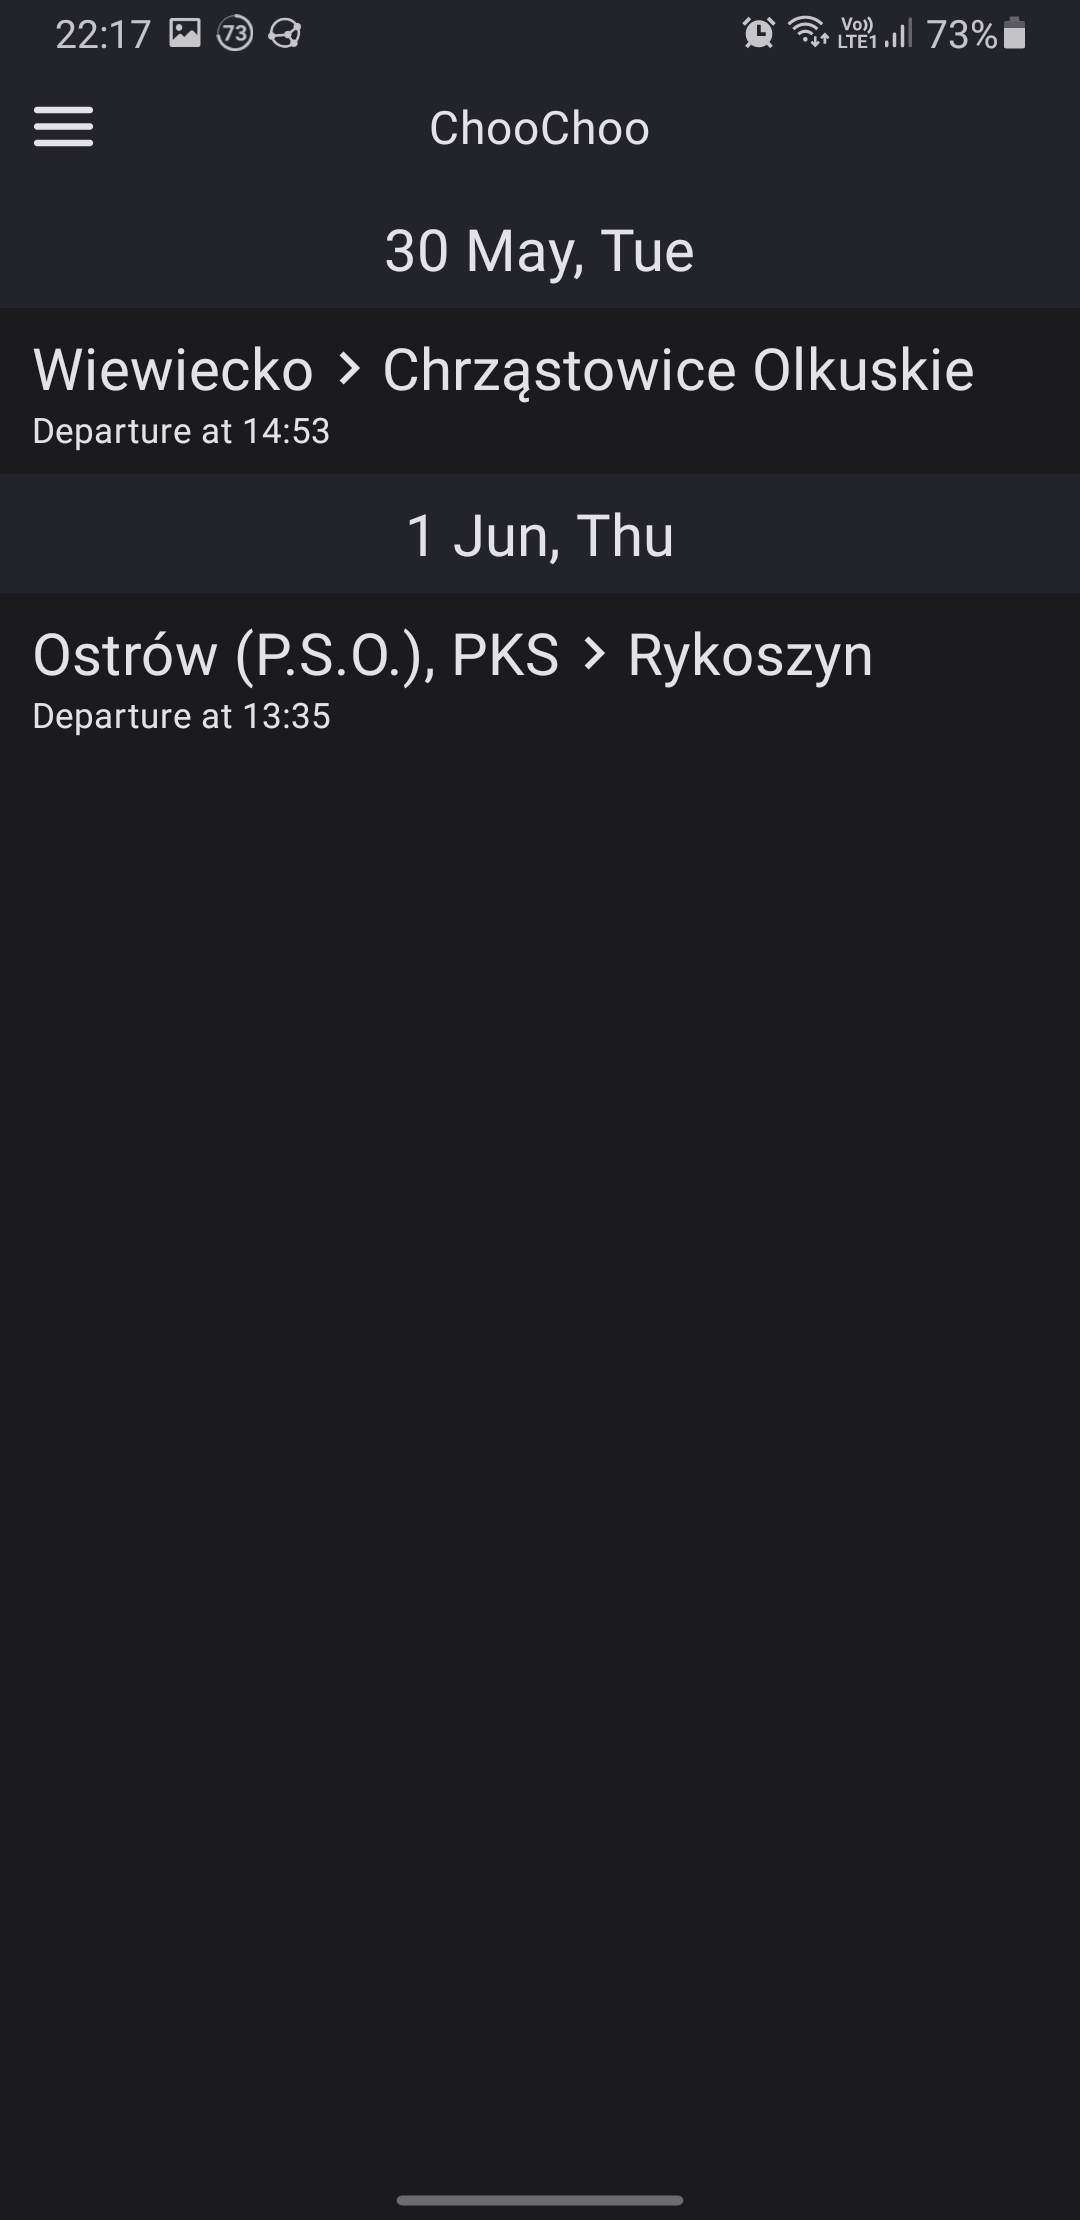 22:17 73 Vo)) LTE1 73%
ChooChoo
30 May, Tue
Wiewiecko > Chrząstowice Olkuskie
Departure at 14:53
1 Jun, Thu
Ostrów (P.S.O.), PKS > Rykoszyn
Departure at 13:35